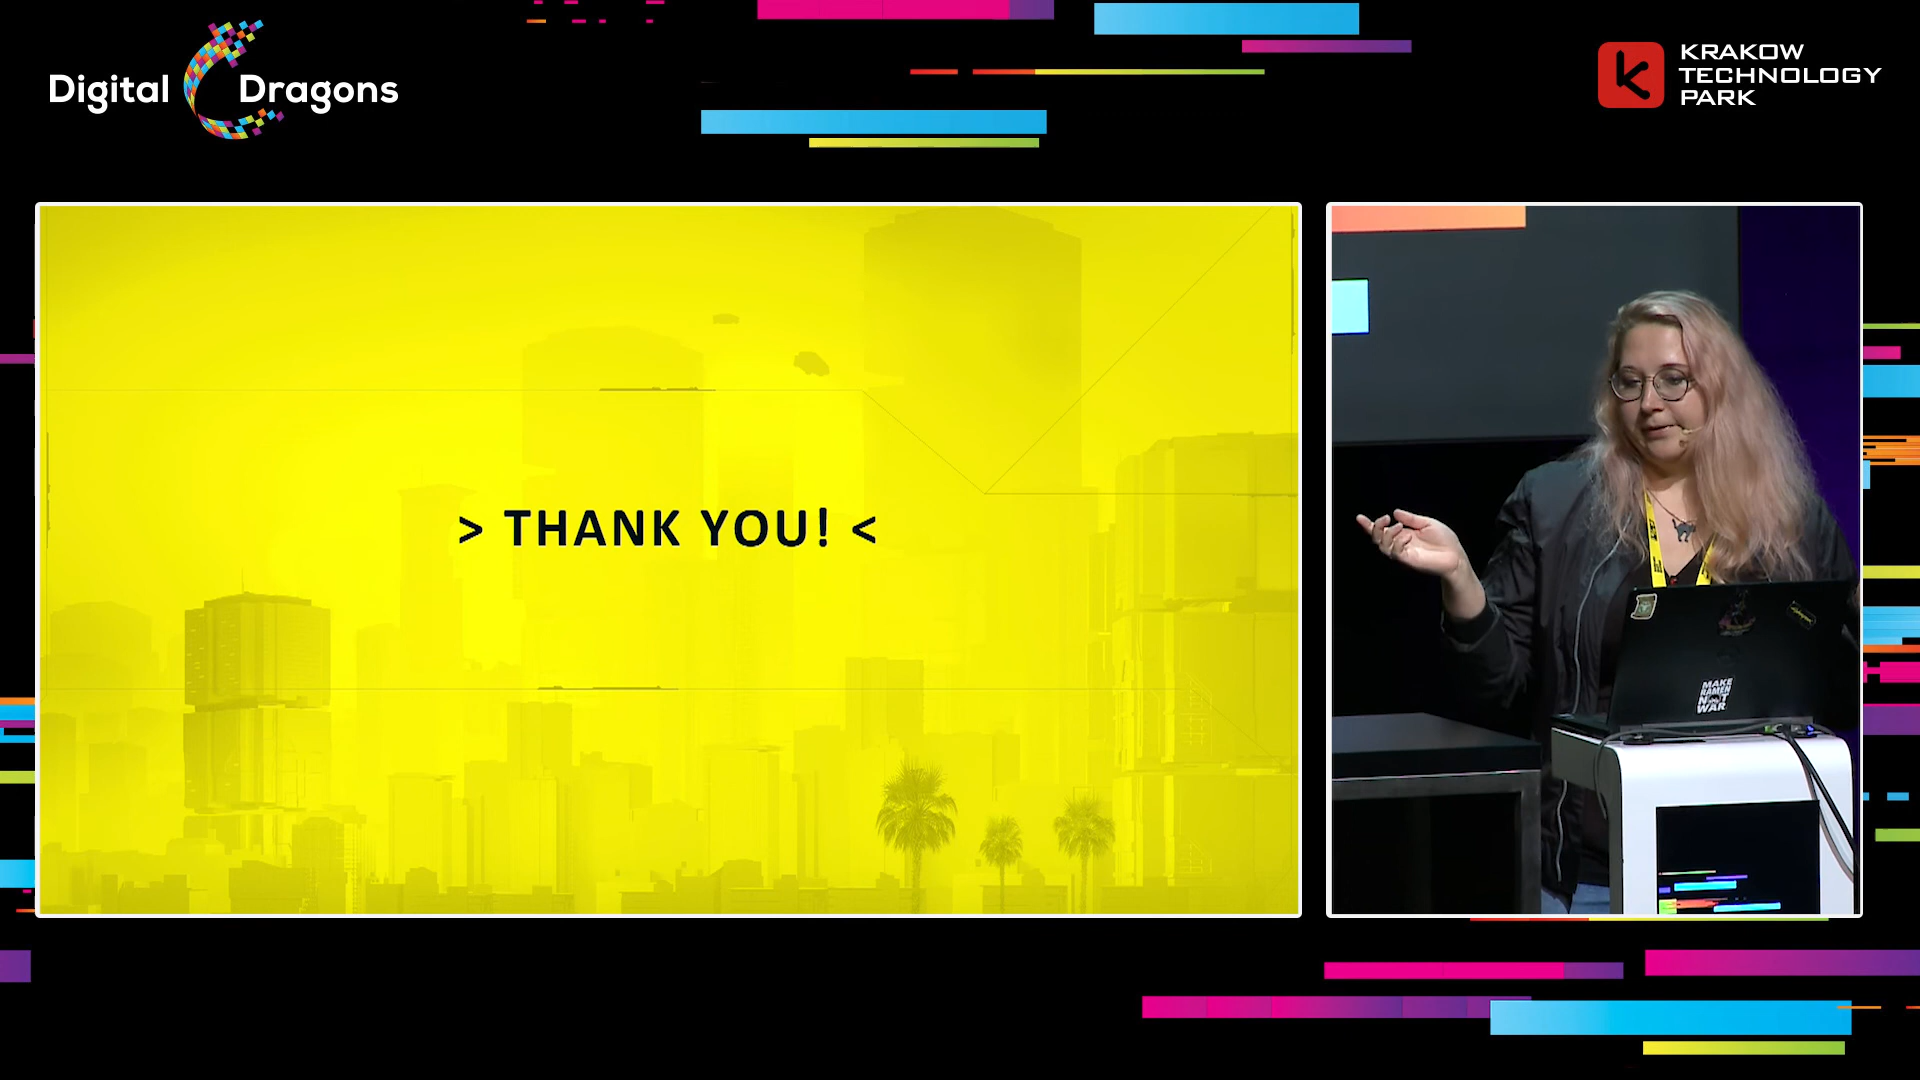 Digital Dragons
KRAKOW
TECHNOLOGY
PARK
> THANK YOU! <
MAKE
RAMEN
NOT
WAR